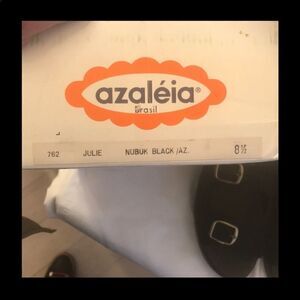 azaléia®
Brasil
762 JULIE NUBUK BLACK/AZ. 8½